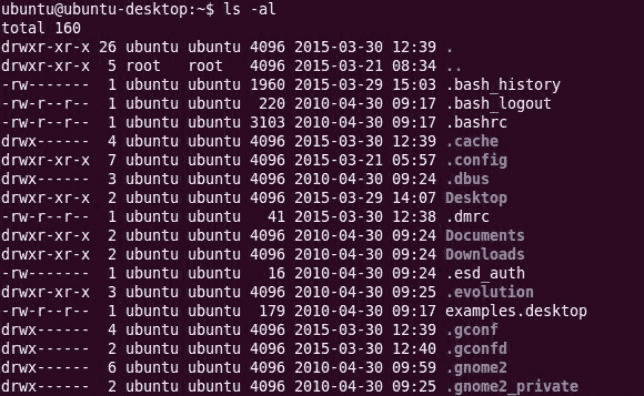 ubuntu@ubuntu-desktop:~$ ls -al
total 160
drwxr-xr-x 26 ubuntu ubuntu 4096 2015-03-30 12:39 .
drwxr-xr-x  5 root   root   4096 2015-03-21 08:34 ..
-rw-------  1 ubuntu ubuntu 1960 2015-03-29 15:03 .bash_history
-rw-r--r--  1 ubuntu ubuntu  220 2010-04-30 09:17 .bash_logout
-rw-r--r--  1 ubuntu ubuntu 3103 2010-04-30 09:17 .bashrc
drwx------  4 ubuntu ubuntu 4096 2015-03-30 12:39 .cache
drwxr-xr-x  7 ubuntu ubuntu 4096 2015-03-21 05:57 .config
drwx------  3 ubuntu ubuntu 4096 2010-04-30 09:24 .dbus
drwxr-xr-x  2 ubuntu ubuntu 4096 2015-03-29 14:07 Desktop
-rw-r--r--  1 ubuntu ubuntu   41 2015-03-30 12:38 .dmrc
drwxr-xr-x  2 ubuntu ubuntu 4096 2010-04-30 09:24 Documents
drwxr-xr-x  2 ubuntu ubuntu 4096 2010-04-30 09:24 Downloads
-rw-------  1 ubuntu ubuntu   16 2010-04-30 09:24 .esd_auth
drwxr-xr-x  3 ubuntu ubuntu 4096 2010-04-30 09:25 .evolution
-rw-r--r--  1 ubuntu ubuntu  179 2010-04-30 09:17 examples.desktop
drwx------  4 ubuntu ubuntu 4096 2015-03-30 12:39 .gconf
drwx------  2 ubuntu ubuntu 4096 2015-03-30 12:40 .gconfd
drwx------  6 ubuntu ubuntu 4096 2010-04-30 09:59 .gnome2
drwx------  2 ubuntu ubuntu 4096 2010-04-30 09:25 .gnome2_private